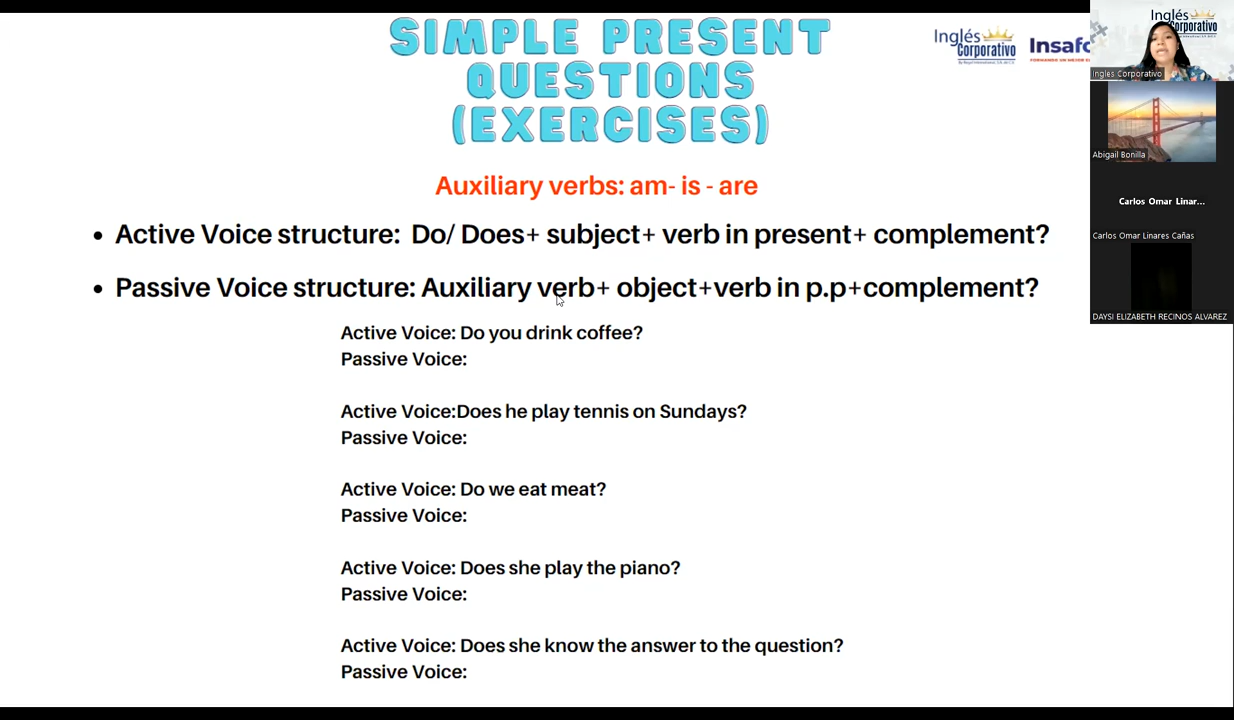 SIMPLE PRESENT
QUESTIONS
(EXERCISES)
Inglés
Corporativo
Insafo
Auxiliary verbs: am- is - are
• Active Voice structure: Do/ Does+ subject+ verb in present+ complement?
• Passive Voice structure: Auxiliary verb+ object+verb in p.p+complement?
Active Voice: Do you drink coffee?
Passive Voice:
Active Voice:Does he play tennis on Sundays?
Passive Voice:
Active Voice: Do we eat meat?
Passive Voice:
Active Voice: Does she play the piano?
Passive Voice:
Active Voice: Does she know the answer to the question?
Passive Voice:
Inglés
Corporativo
Ingles Corporativo
Abigail Bonilla
Carlos Omar Linar...
Carlos Omar Linares Cañas
DAYSI ELIZABETH RECINOS ALVAREZ